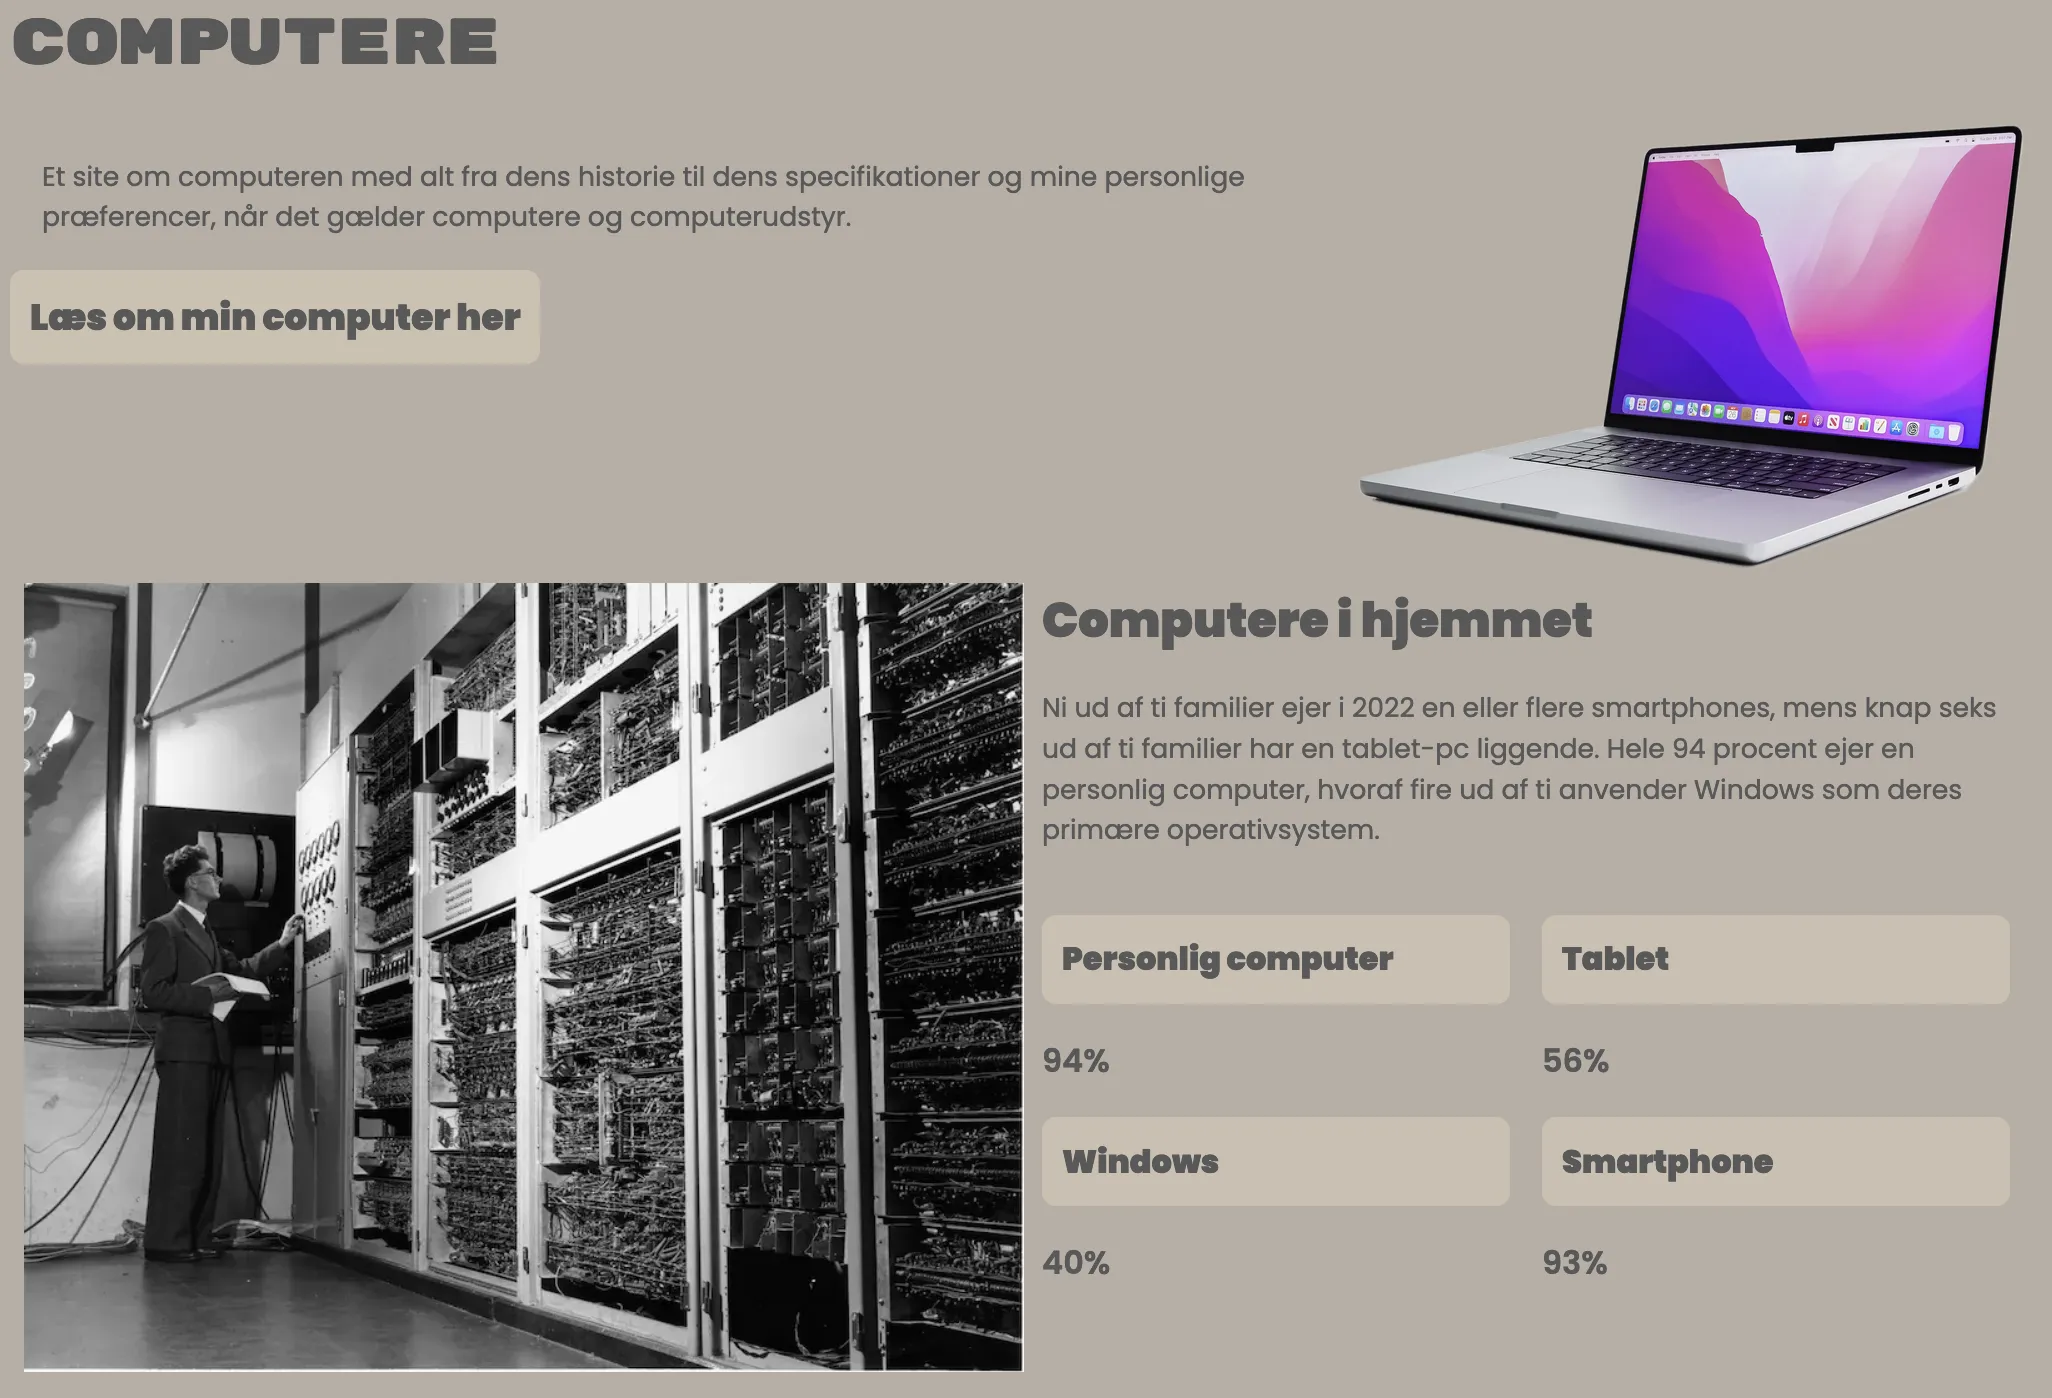 COMPUTERE
Et site om computeren med alt fra dens historie til dens specifikationer og mine personlige
præferencer, når det gælder computere og computerudstyr.
Læs om min computer her
Computere i hjemmet
Ni ud af ti familier ejer i 2022 en eller flere smartphones, mens knap seks
ud af ti familier har en tablet-pc liggende. Hele 94 procent ejer en
personlig computer, hvoraf fire ud af ti anvender Windows som deres
primære operativsystem.
Personlig computer
Tablet
94%
56%
Windows
Smartphone
40%
93%